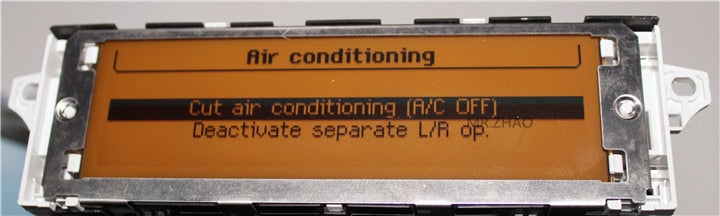 Air conditioning
Cut air conditioning (A/C OFF)
Deactivate separate L/R op.
MR.ZHAO